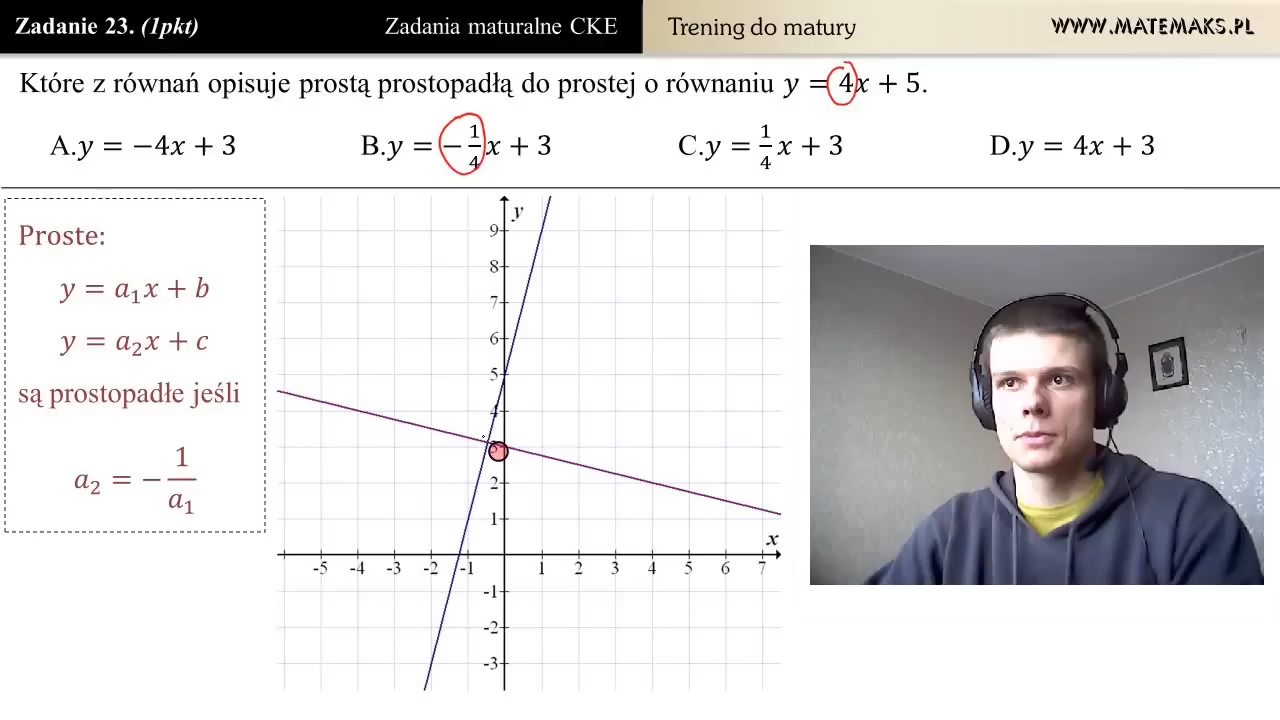 Zadanie 23. (1pkt)
Zadania maturalne CKE
Trening do matury
WWW.MATEMAKS.PL
Które z równań opisuje prostą prostopadłą do prostej o równaniu y = 4x + 5.
A. y = −4x + 3
B. y = −1/4 x + 3
C. y = 1/4 x + 3
D. y = 4x + 3
Proste:
y = a₁x + b
y = a₂x + c
są prostopadłe jeśli
a₂ = − 1/a₁
y
9
8
7
6
5
4
3
2
1
x
-5 -4 -3 -2 -1 1 2 3 4 5 6 7
-1
-2
-3